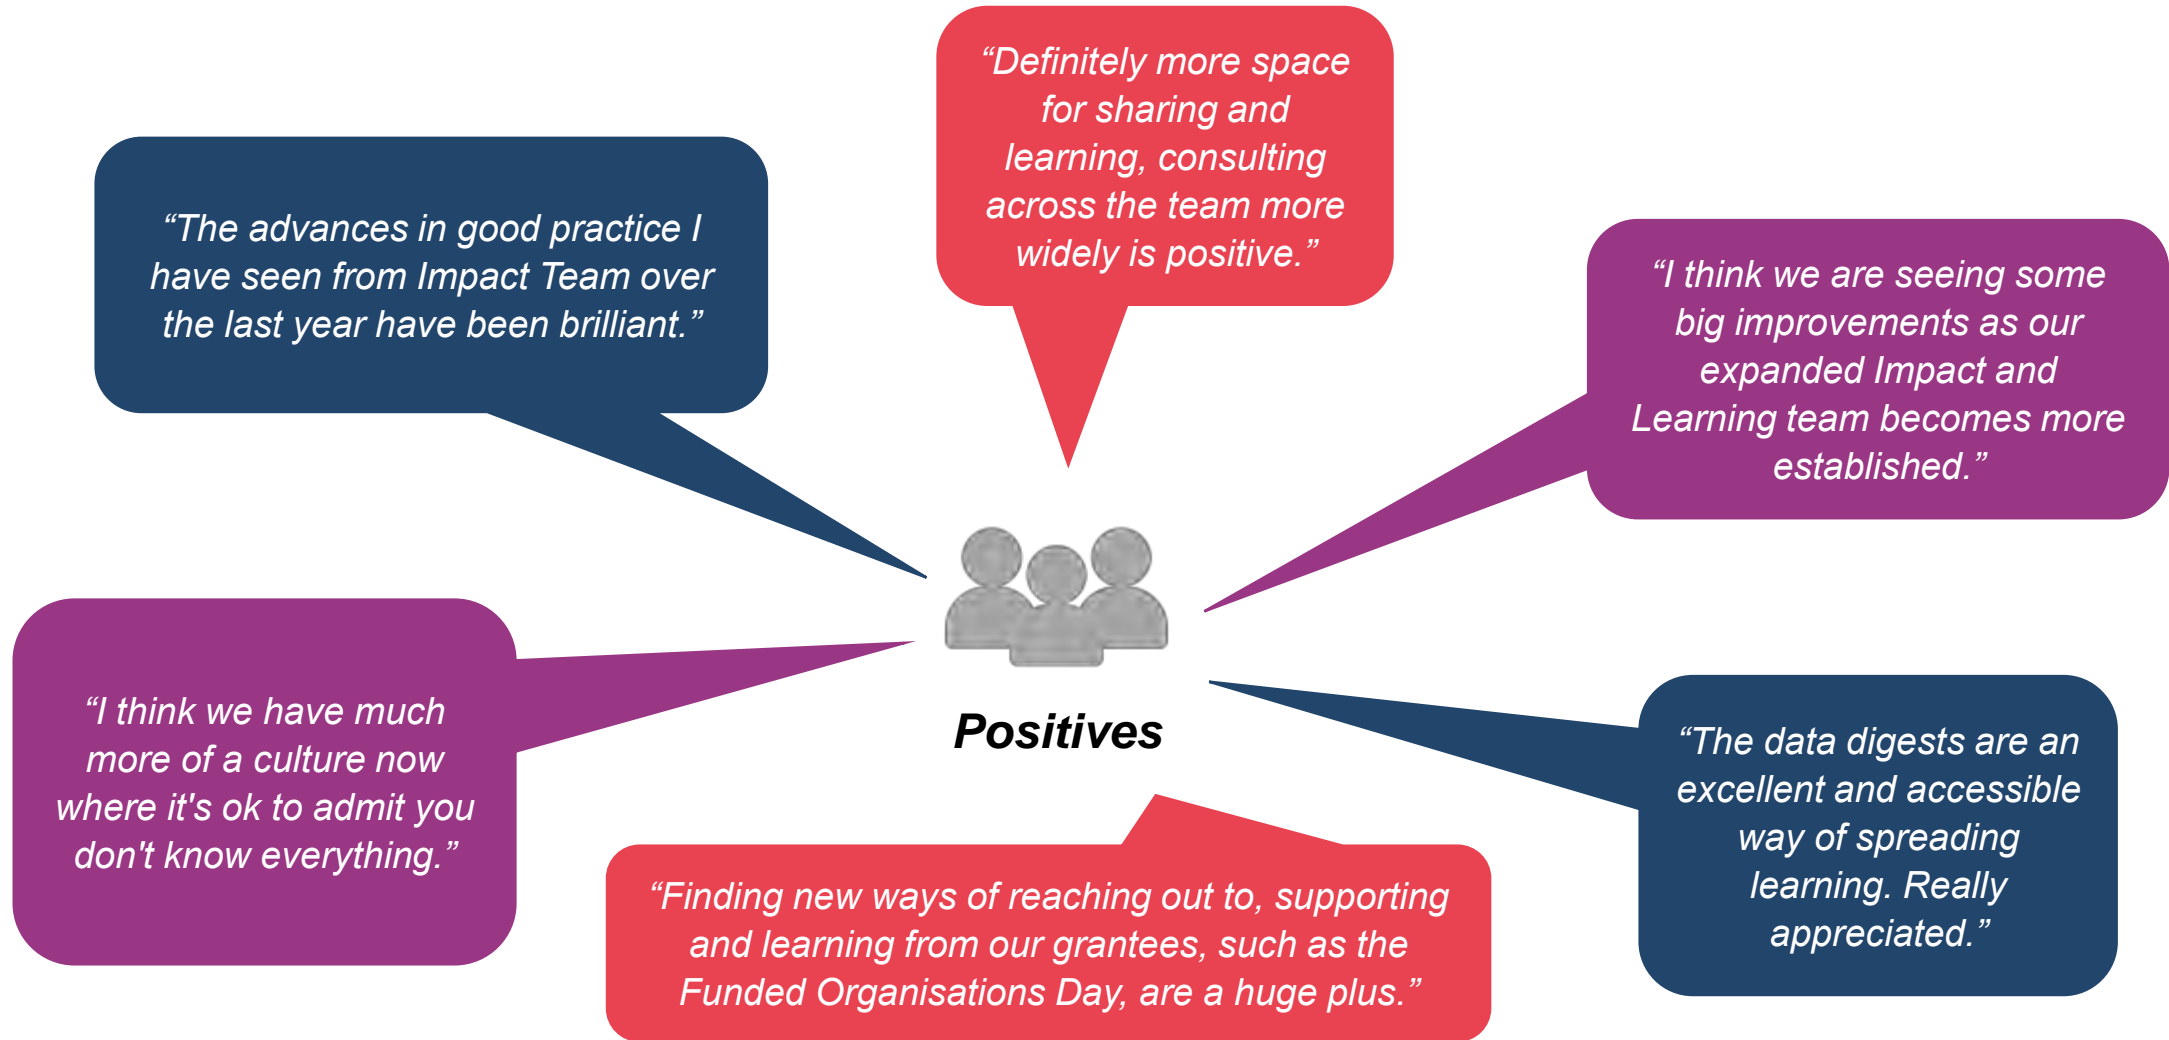 “Definitely more space
for sharing and
learning, consulting
across the team more
widely is positive.”
“The advances in good practice I
have seen from Impact Team over
the last year have been brilliant.”
“I think we are seeing some
big improvements as our
expanded Impact and
Learning team becomes more
established.”
“I think we have much
more of a culture now
where it's ok to admit you
don't know everything.”
Positives
“The data digests are an
excellent and accessible
way of spreading
learning. Really
appreciated.”
“Finding new ways of reaching out to, supporting
and learning from our grantees, such as the
Funded Organisations Day, are a huge plus.”